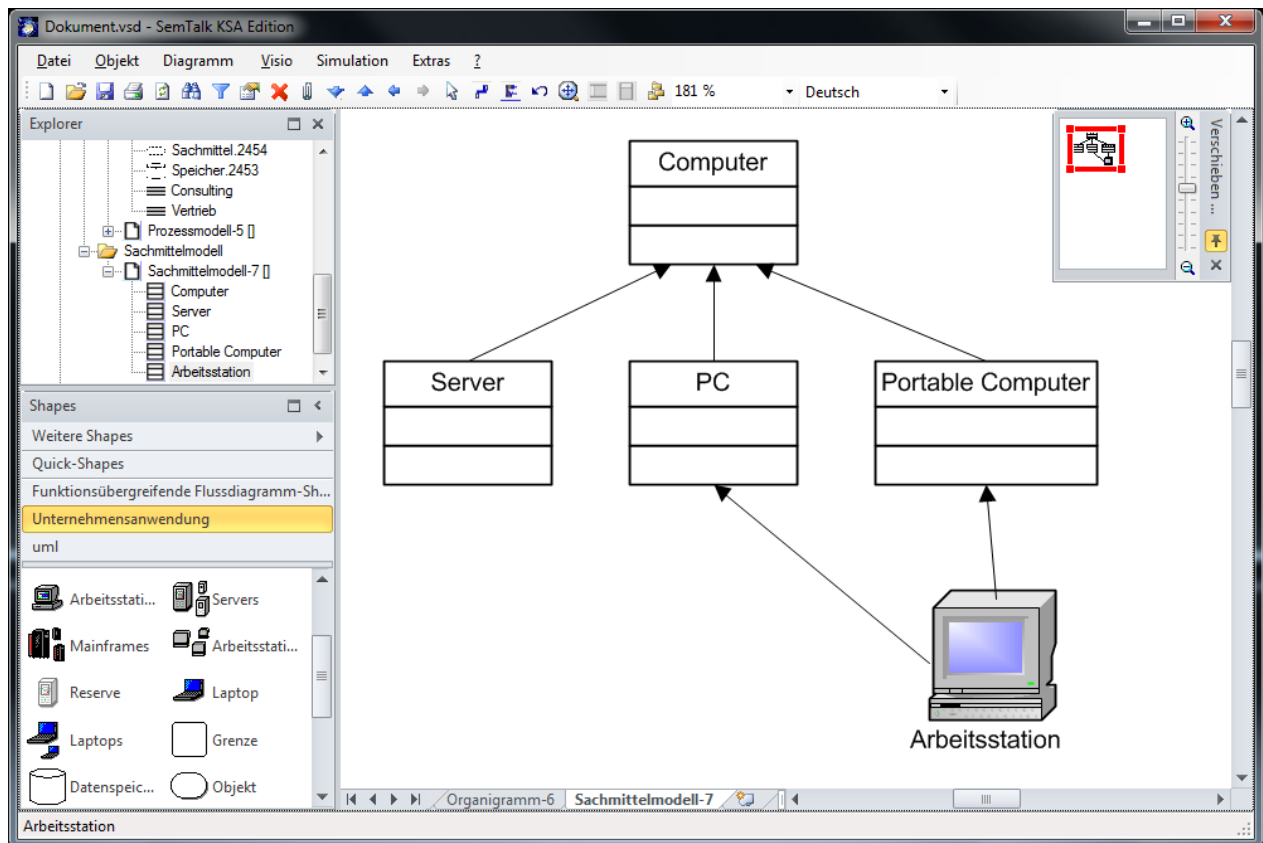 Dokument.vsd - SemTalk KSA Edition
Datei Objekt Diagramm Visio Simulation Extras ?
181 % Deutsch
Explorer
Sachmittel.2454
Speicher.2453
Consulting
Vertrieb
Prozessmodell-5 []
Sachmittelmodell
Sachmittelmodell-7 []
Computer
Server
PC
Portable Computer
Arbeitsstation
Shapes
Weitere Shapes
Quick-Shapes
Funktionsübergreifende Flussdiagramm-Sh...
Unternehmensanwendung
uml
Arbeitsstati... Servers
Mainframes Arbeitsstati...
Reserve Laptop
Laptops Grenze
Datenspeic... Objekt
Computer
Server PC Portable Computer
Arbeitsstation
Verschieben ...
Organigramm-6 Sachmittelmodell-7
Arbeitsstation